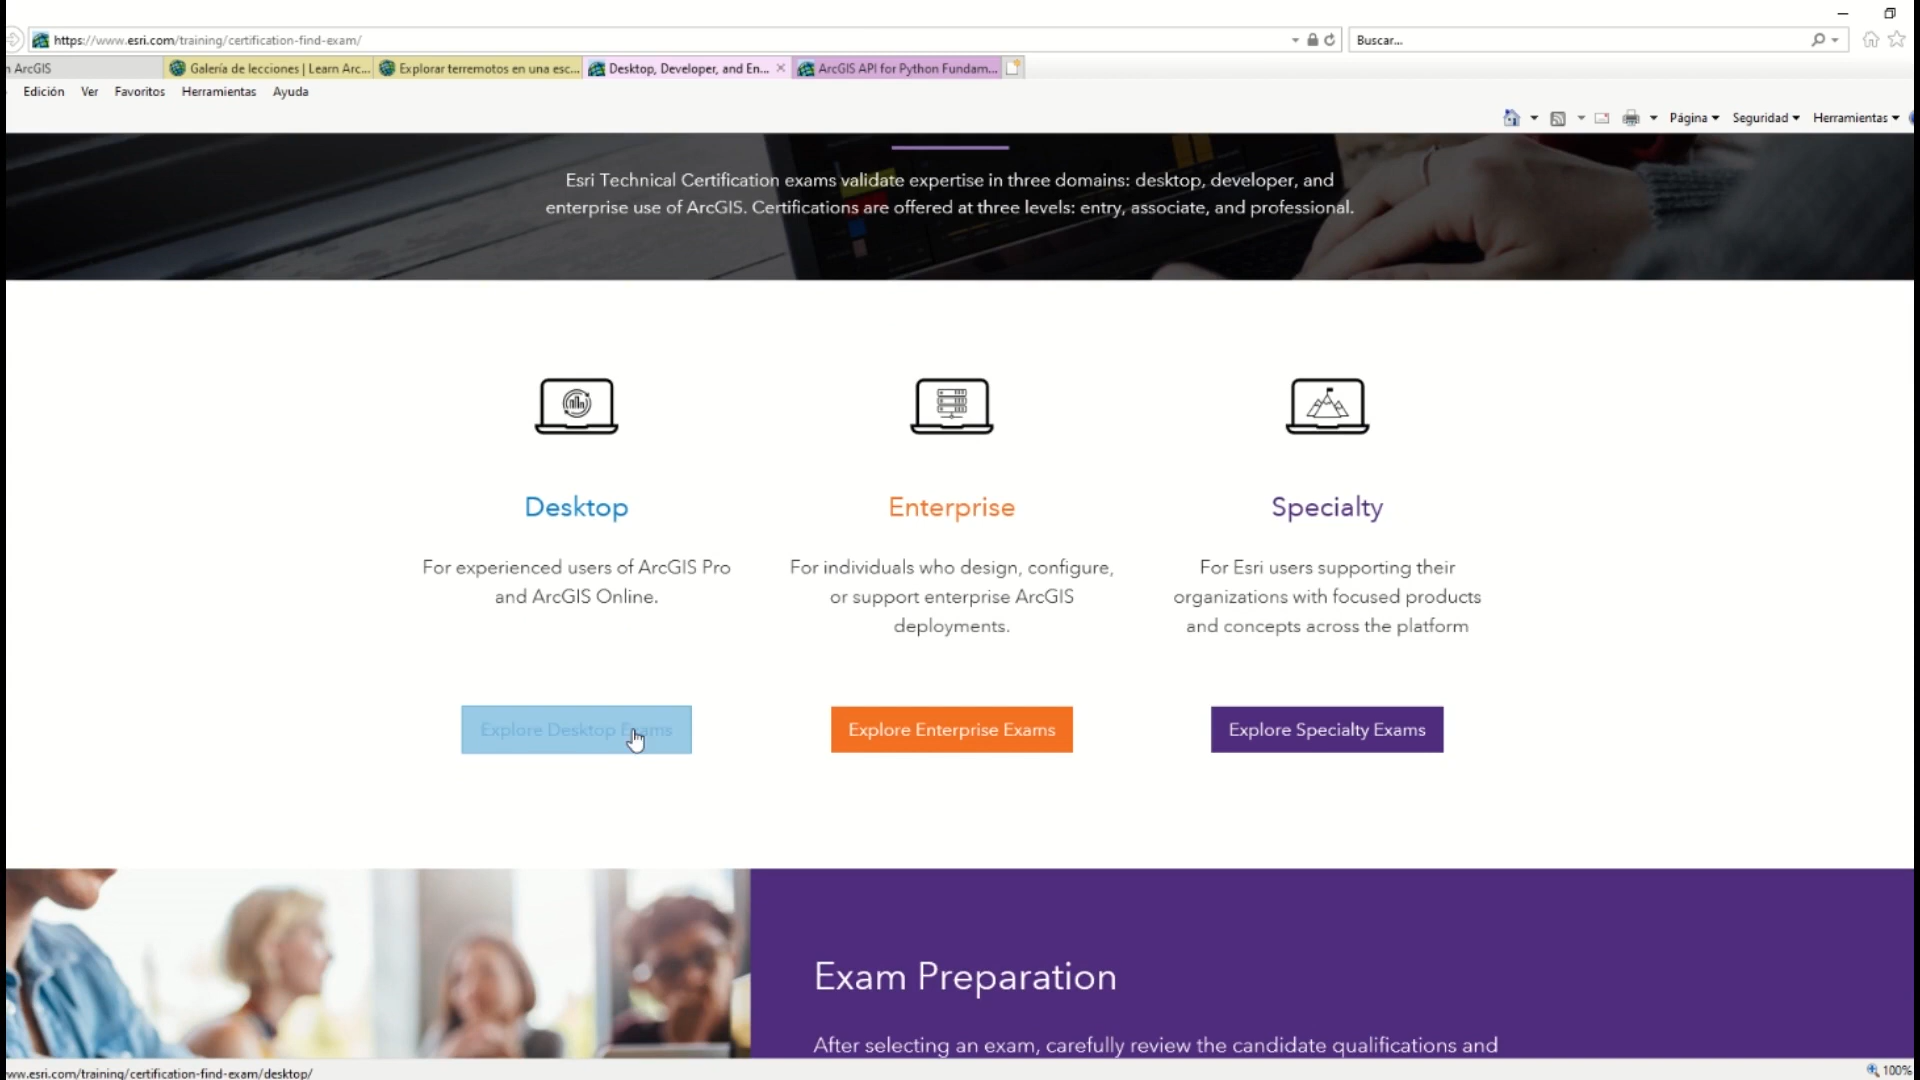 https://www.esri.com/training/certification-find-exam/
Buscar...
n ArcGIS
Galería de lecciones | Learn Arc...
Explorar terremotos en una esc...
Desktop, Developer, and En...
ArcGIS API for Python Fundam...
Edición Ver Favoritos Herramientas Ayuda
Página Seguridad Herramientas
Esri Technical Certification exams validate expertise in three domains: desktop, developer, and
enterprise use of ArcGIS. Certifications are offered at three levels: entry, associate, and professional.
Desktop
For experienced users of ArcGIS Pro
and ArcGIS Online.
Explore Desktop Exams
Enterprise
For individuals who design, configure,
or support enterprise ArcGIS
deployments.
Explore Enterprise Exams
Specialty
For Esri users supporting their
organizations with focused products
and concepts across the platform
Explore Specialty Exams
Exam Preparation
After selecting an exam, carefully review the candidate qualifications and
ww.esri.com/training/certification-find-exam/desktop/
100%